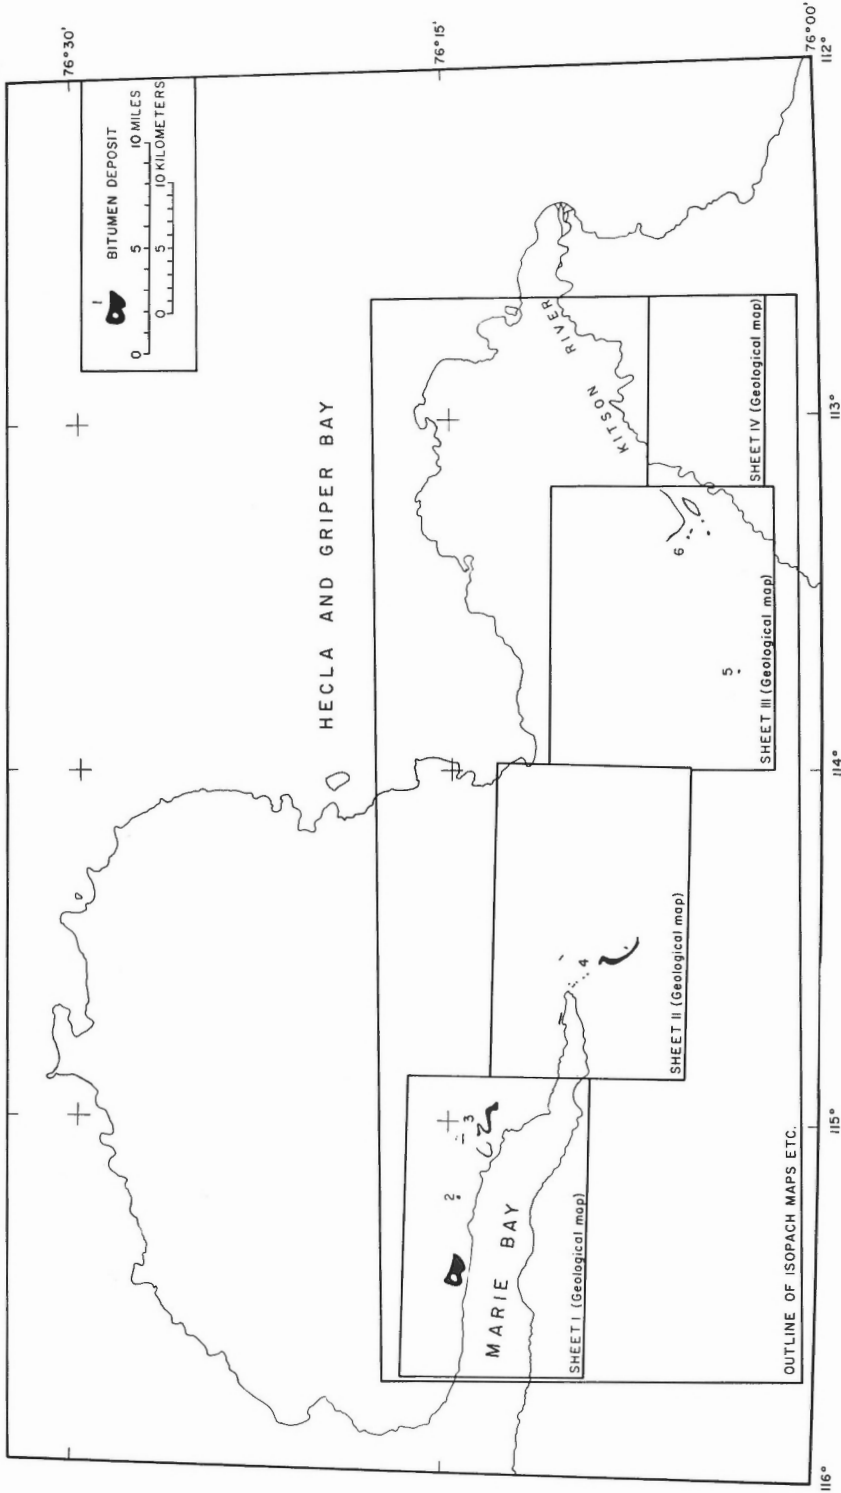 76°30'
76°15'
76°00'
112°
113°
114°
115°
116°
1
BITUMEN DEPOSIT
0 5 10 MILES
0 5 10 KILOMETERS
HECLA AND GRIPER BAY
KITSON RIVER
MARIE BAY
2
3
4
5
6
SHEET I (Geological map)
SHEET II (Geological map)
SHEET III (Geological map)
SHEET IV (Geological map)
OUTLINE OF ISOPACH MAPS ETC.